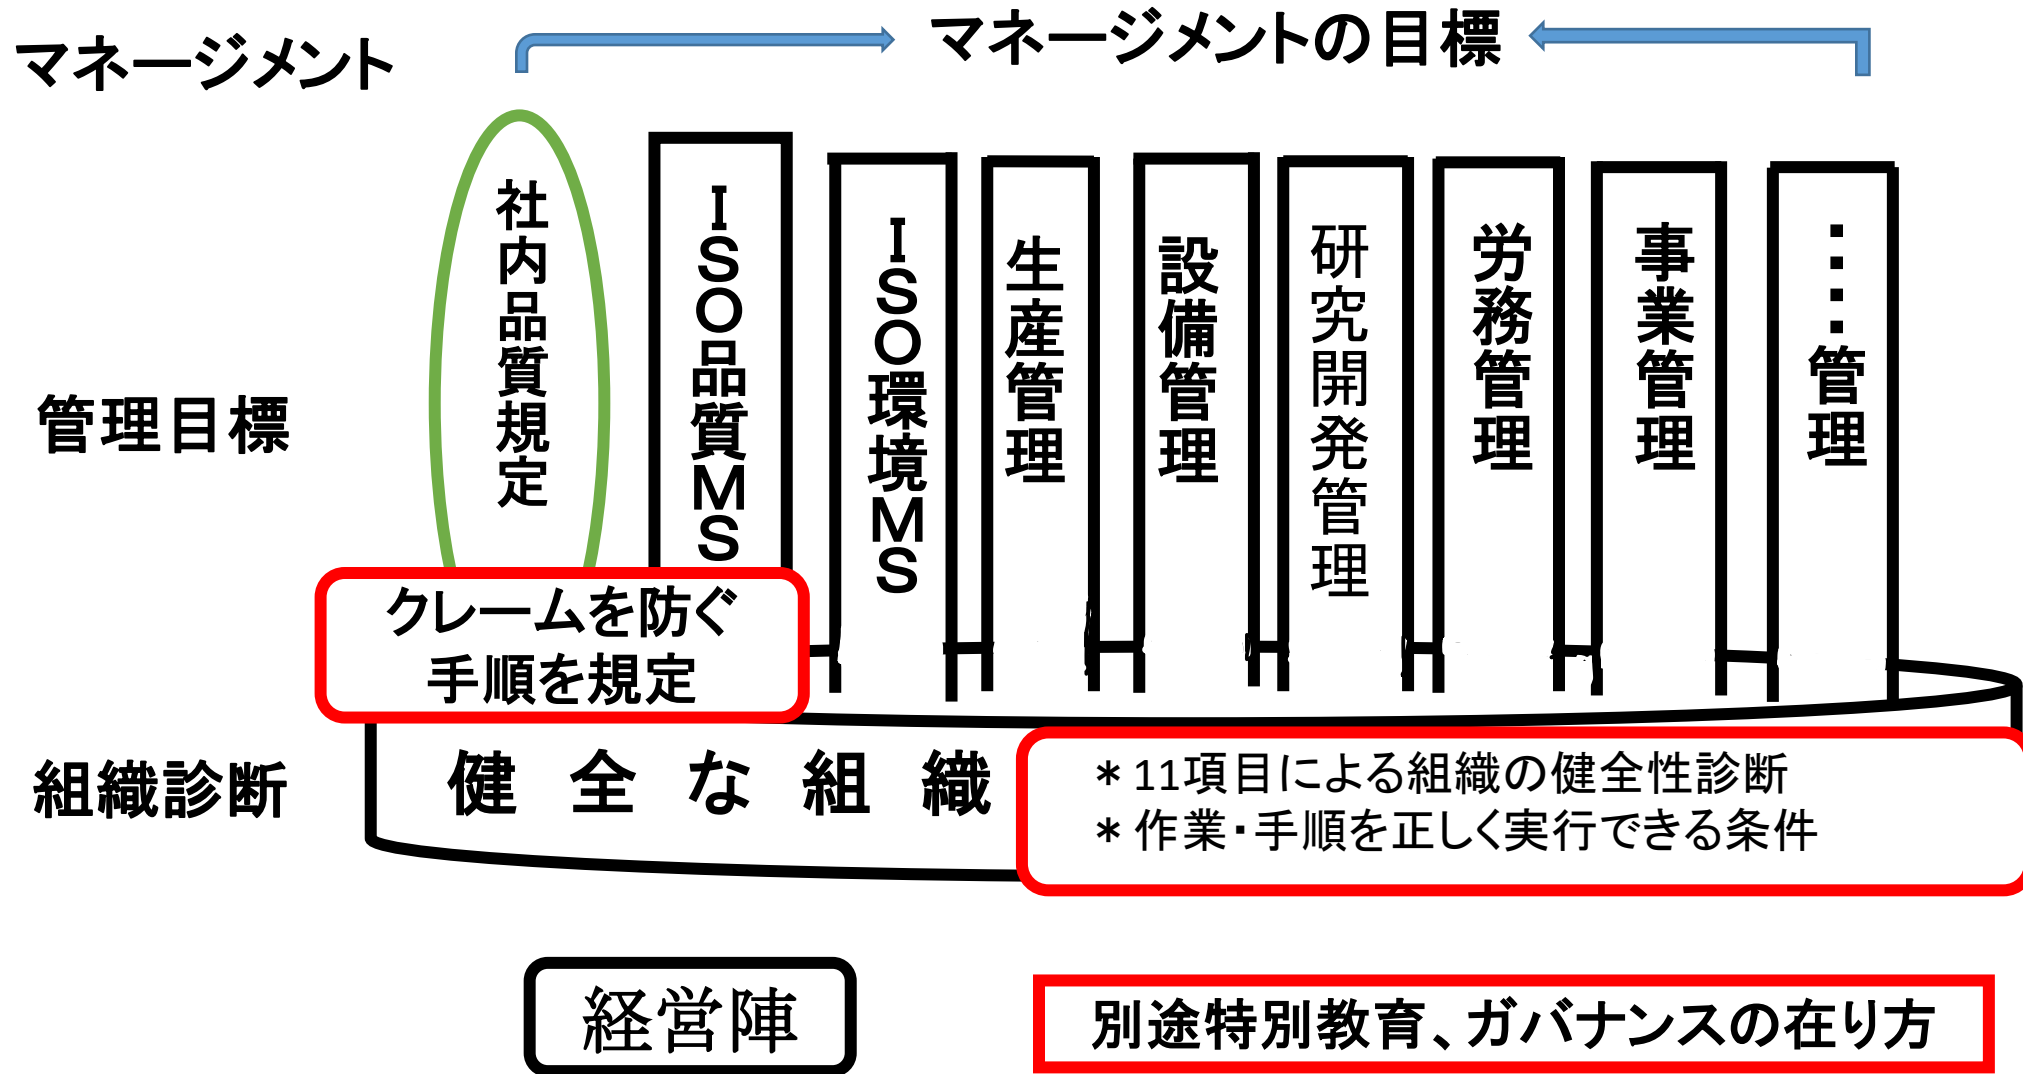 マネージメントの目標
マネージメント
社内品質規定
ISO品質MS
ISO環境MS
生産管理
設備管理
研究開発管理
労務管理
事業管理
････管理
管理目標
クレームを防ぐ
手順を規定
組織診断
健全な組織
＊11項目による組織の健全性診断
＊作業・手順を正しく実行できる条件
経営陣
別途特別教育、ガバナンスの在り方